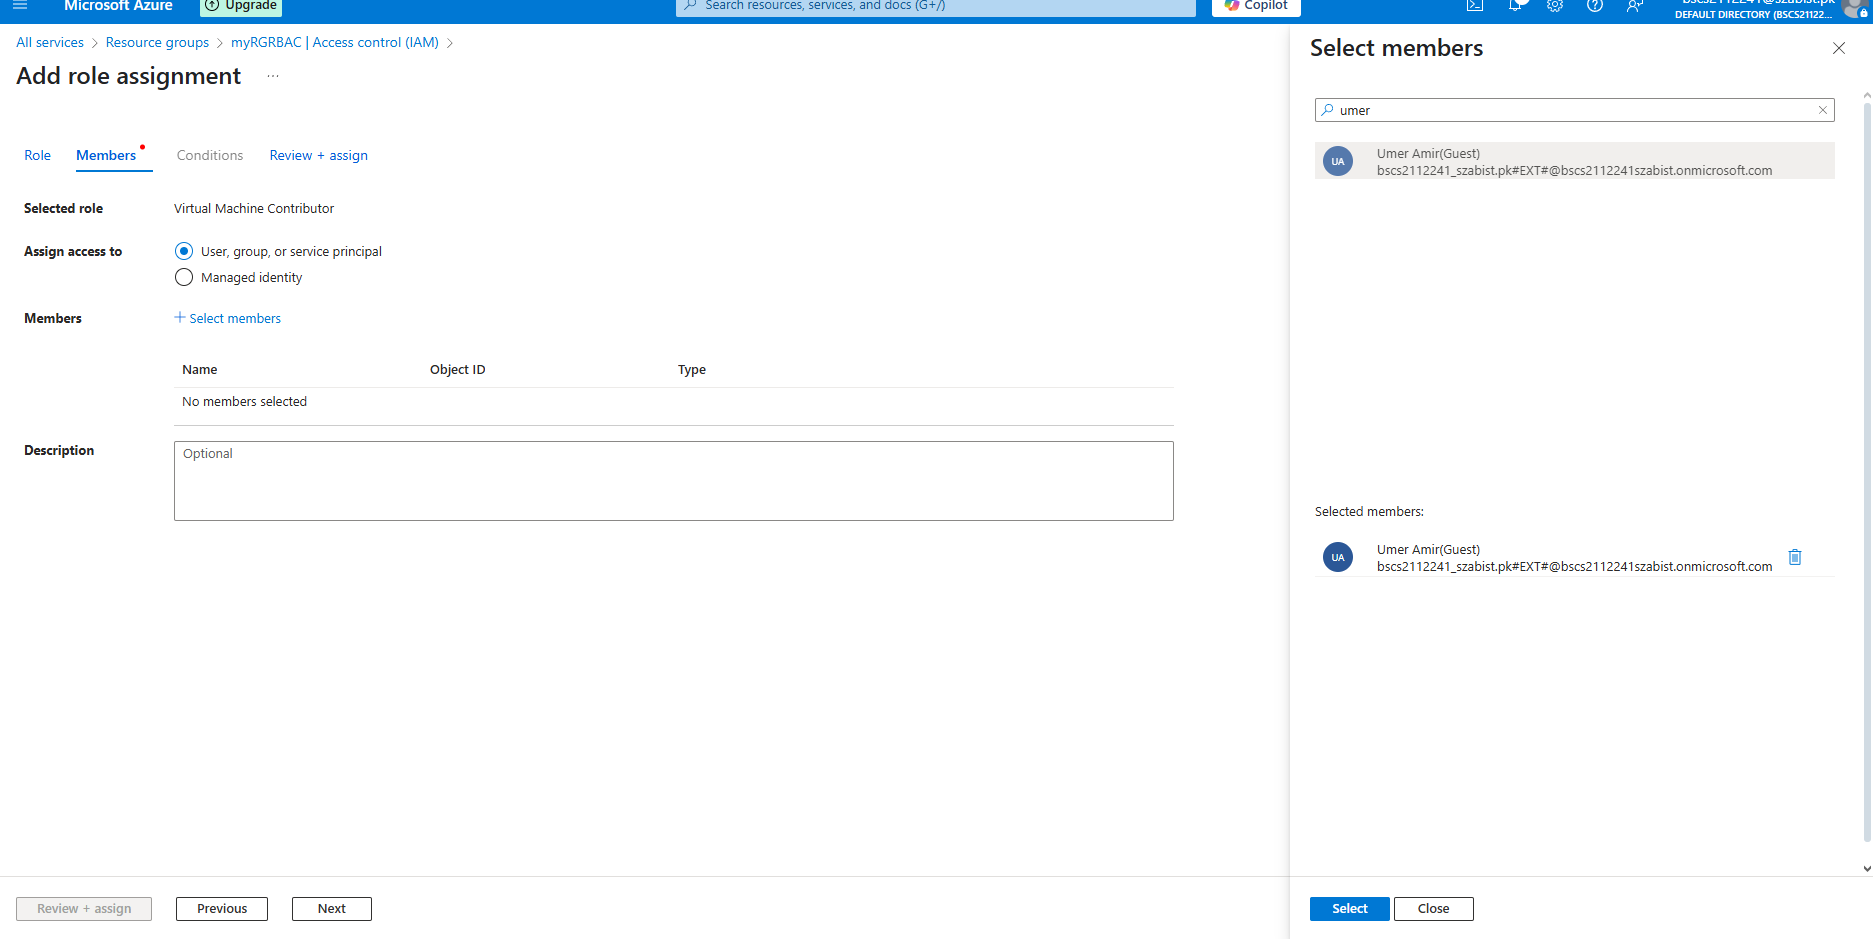 Microsoft Azure
Upgrade
Search resources, services, and docs (G+/)
Copilot
bscs2112241@szabist.pk
DEFAULT DIRECTORY (BSCS21122...
All services > Resource groups > myRGRBAC | Access control (IAM) >
Add role assignment ...
Role
Members
Conditions
Review + assign
Selected role
Virtual Machine Contributor
Assign access to
User, group, or service principal
Managed identity
Members
+ Select members
Name
Object ID
Type
No members selected
Description
Optional
Review + assign
Previous
Next
Select members
umer
UA
Umer Amir(Guest)
bscs2112241_szabist.pk#EXT#@bscs2112241szabist.onmicrosoft.com
Selected members:
UA
Umer Amir(Guest)
bscs2112241_szabist.pk#EXT#@bscs2112241szabist.onmicrosoft.com
Select
Close